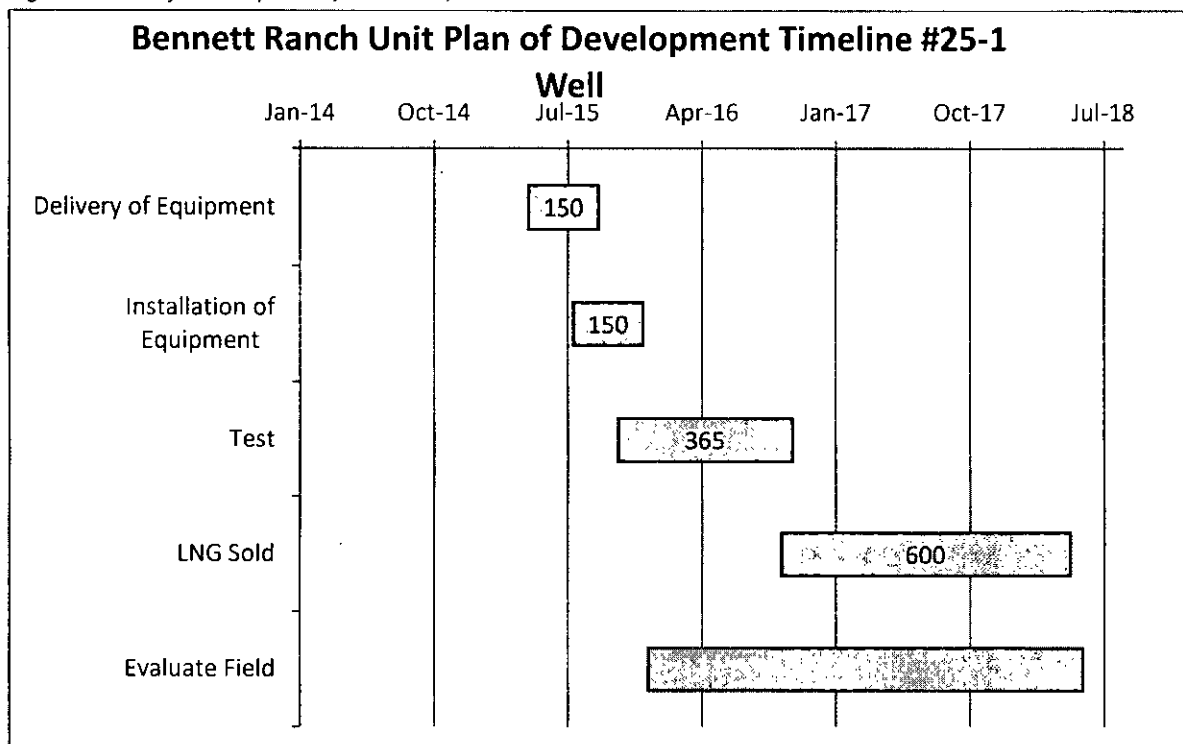 Bennett Ranch Unit Plan of Development Timeline #25-1
Well
Jan-14 Oct-14 Jul-15 Apr-16 Jan-17 Oct-17 Jul-18
Delivery of Equipment
150
Installation of
Equipment
150
Test
365
LNG Sold
600
Evaluate Field